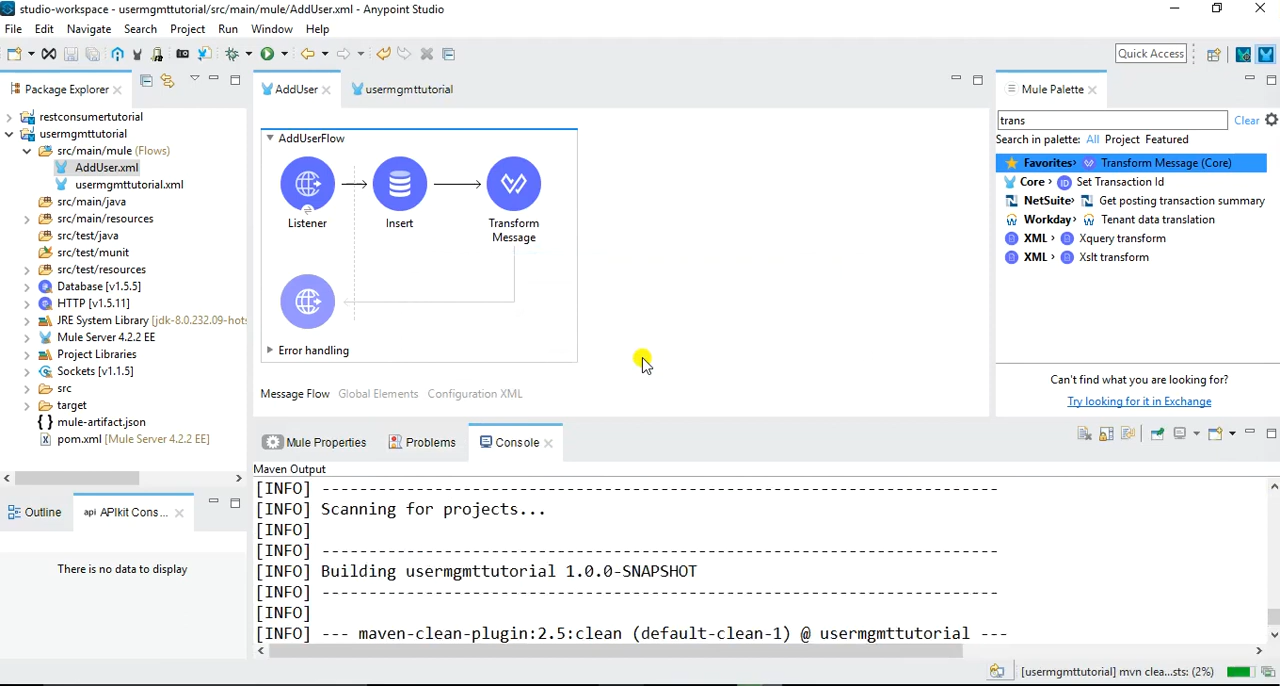 studio-workspace - usermgmttutorial/src/main/mule/AddUser.xml - Anypoint Studio
File Edit Navigate Search Project Run Window Help
Quick Access
Package Explorer
restconsumertutorial
usermgmttutorial
src/main/mule (Flows)
AddUser.xml
usermgmttutorial.xml
src/main/java
src/main/resources
src/test/java
src/test/munit
src/test/resources
Database [v1.5.5]
HTTP [v1.5.11]
JRE System Library [jdk-8.0.232.09-hots
Mule Server 4.2.2 EE
Project Libraries
Sockets [v1.1.5]
src
target
mule-artifact.json
pom.xml [Mule Server 4.2.2 EE]
Outline
api APIkit Cons...
There is no data to display
AddUser
usermgmttutorial
AddUserFlow
Listener
Insert
Transform
Message
Error handling
Message Flow Global Elements Configuration XML
Mule Palette
trans
Clear
Search in palette: All Project Featured
Favorites› Transform Message (Core)
Core › ID Set Transaction Id
NetSuite› Get posting transaction summary
Workday› Tenant data translation
XML › Xquery transform
XML › Xslt transform
Can't find what you are looking for?
Try looking for it in Exchange
Mule Properties
Problems
Console
Maven Output
[INFO] ------------------------------------------------------------------------
[INFO] Scanning for projects...
[INFO]
[INFO] ------------------------------------------------------------------------
[INFO] Building usermgmttutorial 1.0.0-SNAPSHOT
[INFO] ------------------------------------------------------------------------
[INFO]
[INFO] --- maven-clean-plugin:2.5:clean (default-clean-1) @ usermgmttutorial ---
[usermgmttutorial] mvn clea...sts: (2%)